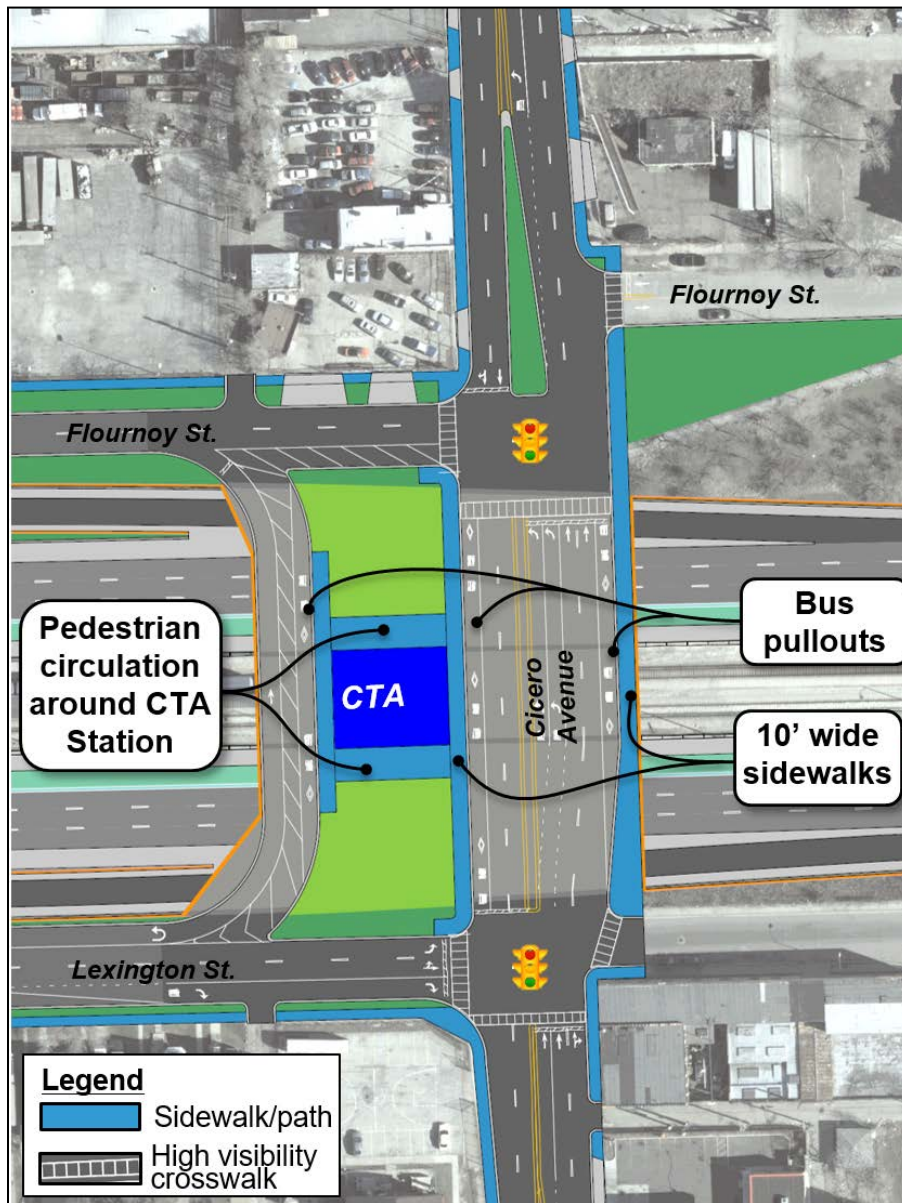 Flournoy St.
Flournoy St.
Pedestrian
circulation
around CTA
Station
CTA
Cicero
Avenue
Bus
pullouts
10' wide
sidewalks
Lexington St.
Legend
Sidewalk/path
High visibility
crosswalk